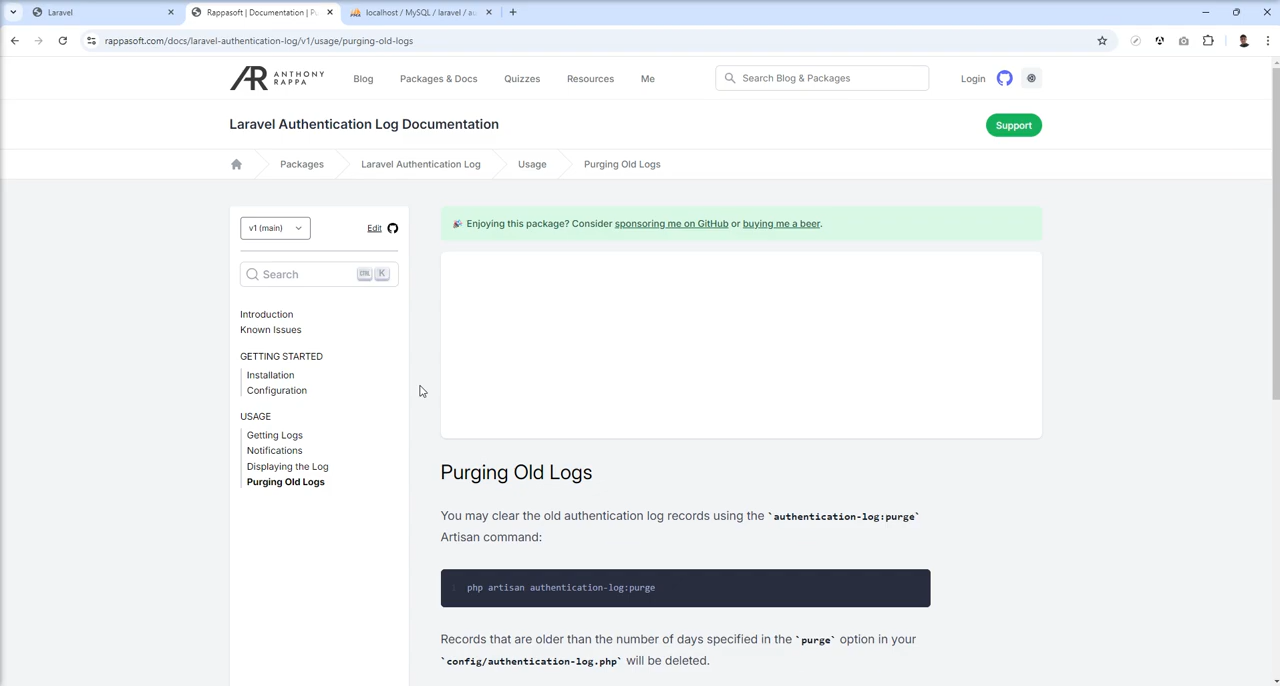 Laravel
Rappasoft | Documentation | P
localhost / MySQL / laravel / au
rappasoft.com/docs/laravel-authentication-log/v1/usage/purging-old-logs
AR ANTHONY RAPPA
Blog
Packages & Docs
Quizzes
Resources
Me
Search Blog & Packages
Login
Laravel Authentication Log Documentation
Support
Packages
Laravel Authentication Log
Usage
Purging Old Logs
v1 (main)
Edit
Search
CTRL K
Introduction
Known Issues
GETTING STARTED
Installation
Configuration
USAGE
Getting Logs
Notifications
Displaying the Log
Purging Old Logs
🎉 Enjoying this package? Consider sponsoring me on GitHub or buying me a beer.
Purging Old Logs
You may clear the old authentication log records using the `authentication-log:purge`
Artisan command:
1 php artisan authentication-log:purge
Records that are older than the number of days specified in the `purge` option in your
`config/authentication-log.php` will be deleted.